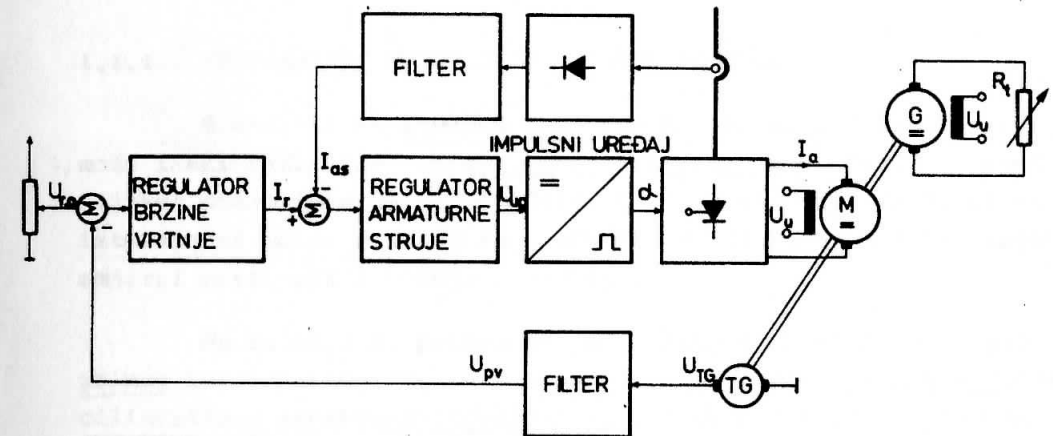 FILTER
IMPULSNI UREĐAJ
REGULATOR
BRZINE
VRTNJE
REGULATOR
ARMATURNE
STRUJE
I_as
-
U_ro
Σ
-
I_r
+
Σ
U_up
=
α
I_a
U_u
M
=
G
=
U_u
R_t
U_pv
FILTER
U_TG
TG